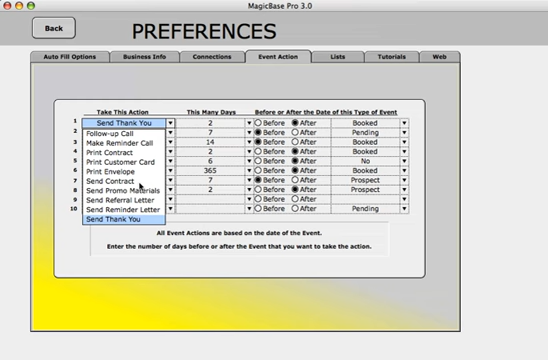 MagicBase Pro 3.0
Back
PREFERENCES
Auto Fill Options Business Info Connections Event Action Lists Tutorials Web
Take This Action This Many Days Before or After the Date of this Type of Event
1 Send Thank You 2 Before After Booked
2 Follow-up Call 7 Before After Pending
3 Make Reminder Call 14 Before After Booked
4 Print Contract 2 Before After Booked
5 Print Customer Card 6 Before After No
6 Print Envelope 365 Before After Booked
7 Send Contract 7 Before After Prospect
8 Send Promo Materials 2 Before After Prospect
9 Send Referral Letter Before After
10 Send Reminder Letter Before After Pending
Send Thank You
All Event Actions are based on the date of the Event.
Enter the number of days before or after the Event that you want to take the action.